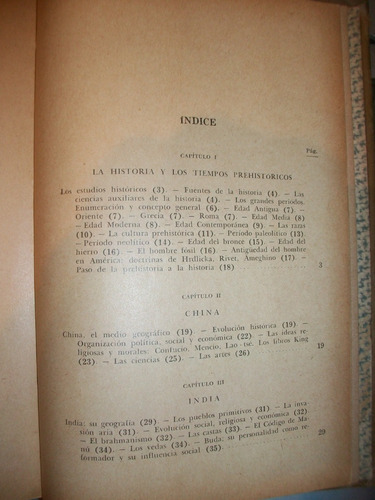 INDICE
Pág.
CAPÍTULO I
LA HISTORIA Y LOS TIEMPOS PREHISTORICOS
Los estudios históricos (3). — Fuentes de la historia (4). — Las
ciencias auxiliares de la historia (4). — Los grandes períodos.
Enumeración y concepto general (6). — Edad Antigua (7). —
Oriente (7). — Grecia (7). — Roma (7). — Edad Media (8)
— Edad Moderna (8). — Edad Contemporánea (9). — Las razas
(10). — La cultura prehistórica (11). — Período paleolítico (13).
— Período neolítico (14). — Edad del bronce (15). — Edad del
hierro (16). — El hombre fósil (16). — Antigüedad del hombre
en América; doctrinas de Hrdlicka, Rivet, Ameghino (17). —
Paso de la prehistoria a la historia (18)
3
CAPITULO II
CHINA
China, el medio geográfico (19). — Evolución histórica (19). —
Organización política, social y económica (22). — Las ideas re-
ligiosas y morales: Confucio, Mencio, Lao-tse. Los libros King
(23). — Las ciencias (25). — Las artes (26)
19
CAPITULO III
INDIA
India: su geografía (29). — Los pueblos primitivos (31). — La inva-
sión aria (31). — Evolución social, religiosa y económica (32).
— El brahmanismo (32). — Las castas (33). — El Código de Ma-
nú (34). — Los vedas (34). — Buda: su personalidad como re-
formador y su influencia social (35).
29